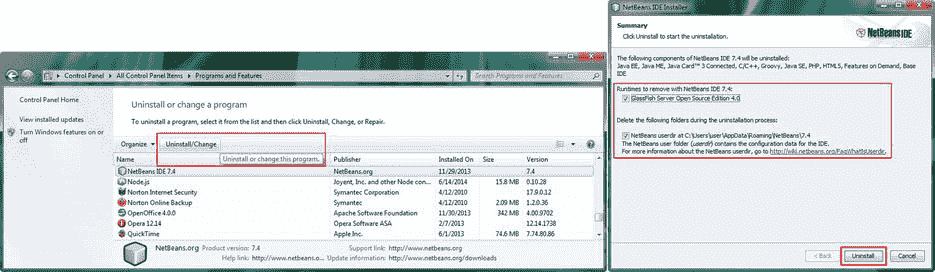 Control Panel ▸ All Control Panel Items ▸ Programs and Features
Search Programs and Features
Control Panel Home
View installed updates
Turn Windows features on or off
Uninstall or change a program
To uninstall a program, select it from the list and then click Uninstall, Change, or Repair.
Organize Uninstall/Change
Uninstall or change this program.
Name Publisher Installed On Size Version
NetBeans IDE 7.4 NetBeans.org 11/29/2013 7.4
Node.js Joyent, Inc. and other Node con... 6/14/2014 15.8 MB 0.10.28
Norton Internet Security Symantec Corporation 4/12/2010 17.9.0.12
Norton Online Backup Symantec Corporation 4/12/2010 2.09 MB 1.2.0.36
OpenOffice 4.0.0 Apache Software Foundation 11/30/2013 342 MB 4.00.9702
Opera 12.14 Opera Software ASA 2/7/2013 12.14.1738
QuickTime Apple Inc. 6/1/2013 74.6 MB 7.74.80.86
NetBeans.org Product version: 7.4 Support link: http://www.netbeans.org
Help link: http://www.netbeans.o... Update information: http://www.netbeans.org/downloads
NetBeans IDE Installer
Summary
Click Uninstall to start the uninstallation.
NetBeans IDE
The following components of NetBeans IDE 7.4 will be uninstalled:
Java EE, Java ME, Java Card™ 3 Connected, C/C++, Groovy, Java SE, PHP, HTML5, Features on Demand, Base
IDE
Runtimes to remove with NetBeans IDE 7.4:
GlassFish Server Open Source Edition 4.0
Delete the following folders during the uninstallation process:
NetBeans userdir at C:\Users\user\AppData\Roaming\NetBeans\7.4
The NetBeans user folder (userdir) contains the configuration data for the IDE.
For more information about the NetBeans userdir, go to http://wiki.netbeans.org/FaqWhatIsUserdir.
< Back Uninstall Cancel